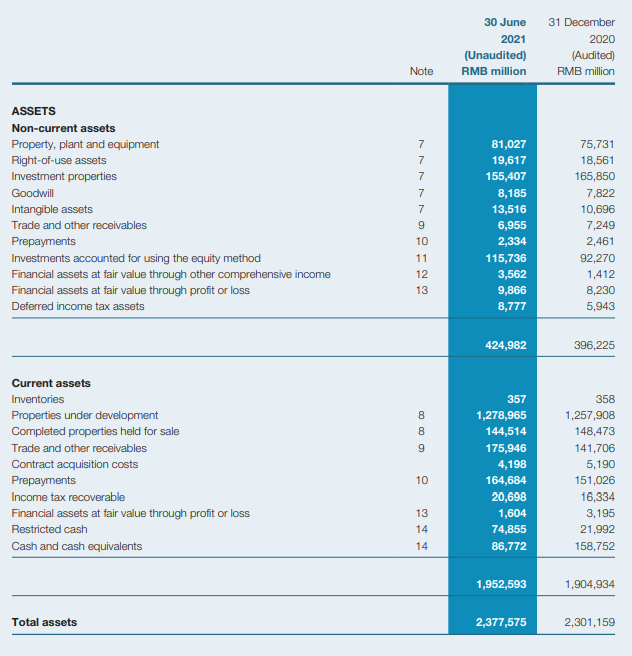 30 June 31 December
2021 2020
(Unaudited) (Audited)
Note RMB million RMB million
ASSETS
Non-current assets
Property, plant and equipment 7 81,027 75,731
Right-of-use assets 7 19,617 18,561
Investment properties 7 155,407 165,850
Goodwill 7 8,185 7,822
Intangible assets 7 13,516 10,696
Trade and other receivables 9 6,955 7,249
Prepayments 10 2,334 2,461
Investments accounted for using the equity method 11 115,736 92,270
Financial assets at fair value through other comprehensive income 12 3,562 1,412
Financial assets at fair value through profit or loss 13 9,866 8,230
Deferred income tax assets 8,777 5,943
424,982 396,225
Current assets
Inventories 357 358
Properties under development 8 1,278,965 1,257,908
Completed properties held for sale 8 144,514 148,473
Trade and other receivables 9 175,946 141,706
Contract acquisition costs 4,198 5,190
Prepayments 10 164,684 151,026
Income tax recoverable 20,698 16,334
Financial assets at fair value through profit or loss 13 1,604 3,195
Restricted cash 14 74,855 21,992
Cash and cash equivalents 14 86,772 158,752
1,952,593 1,904,934
Total assets 2,377,575 2,301,159